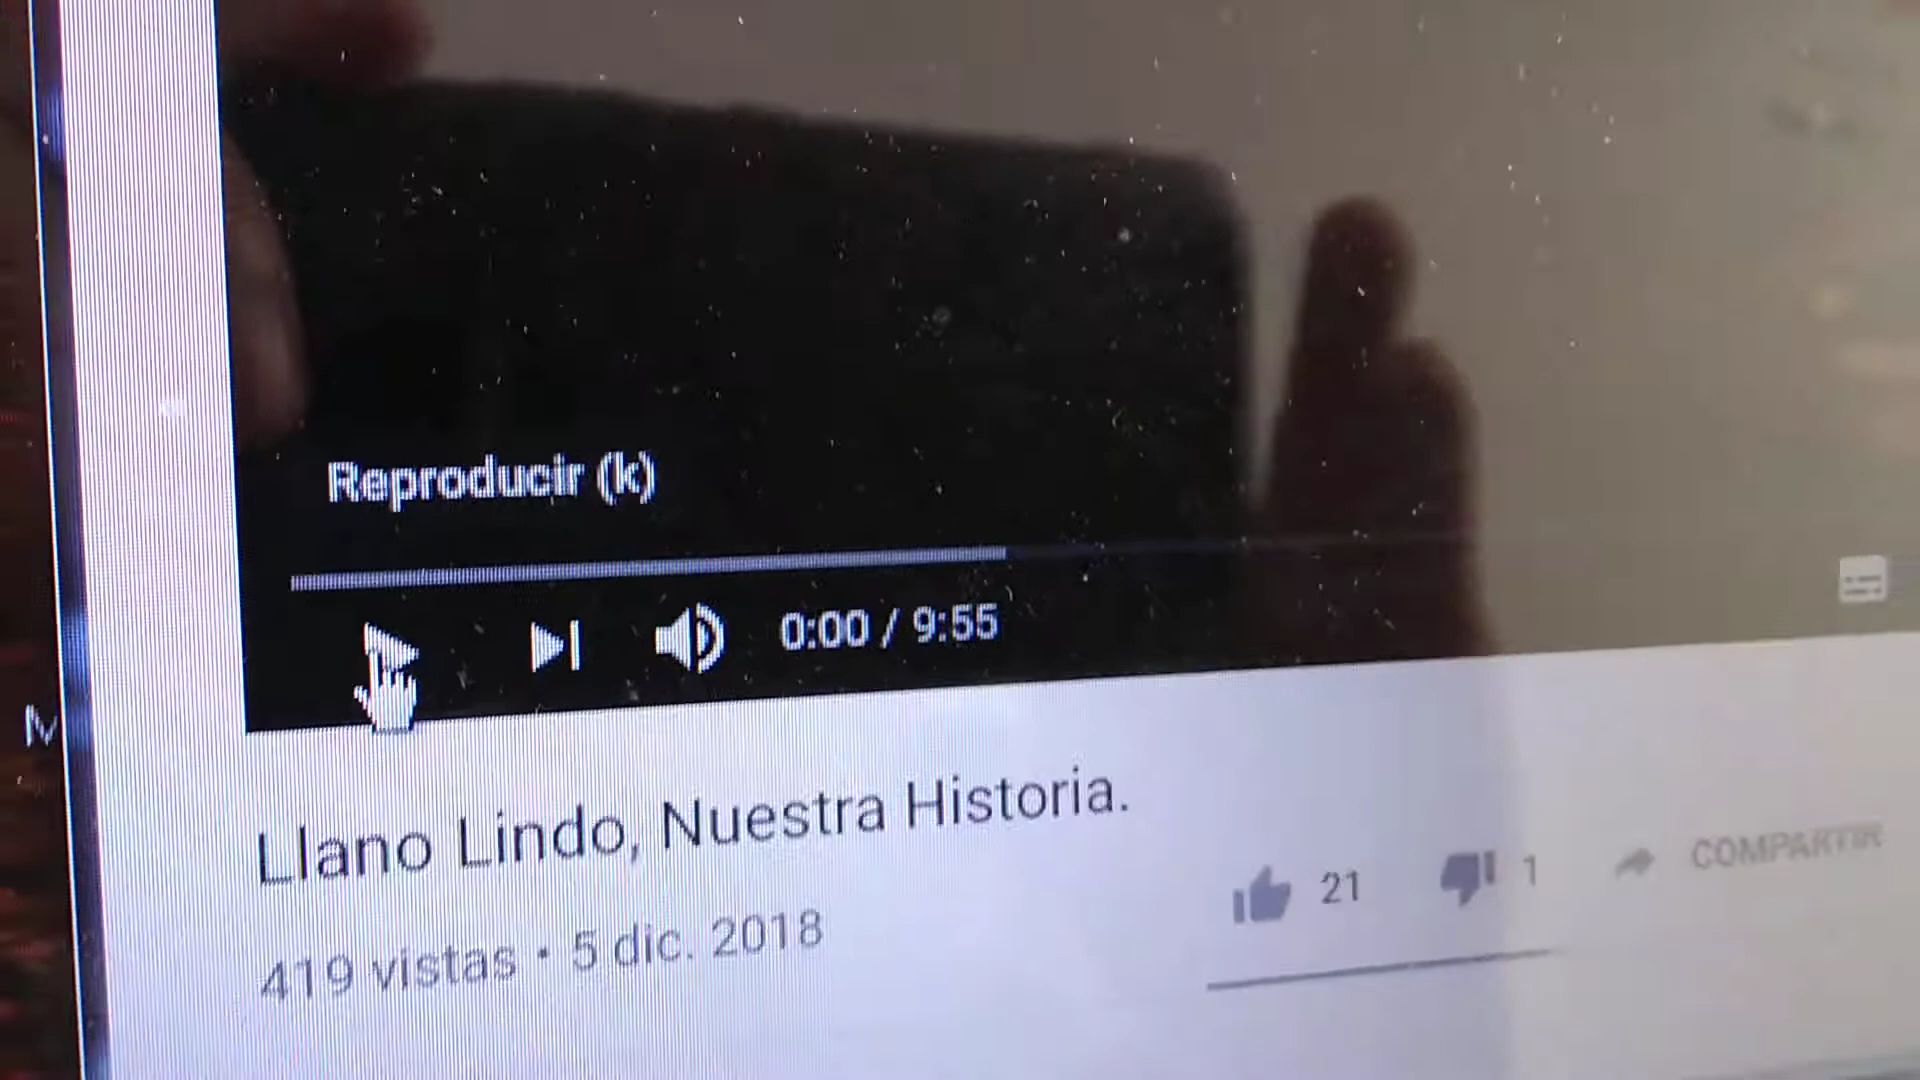 Reproducir (k)
0:00 / 9:55
Llano Lindo, Nuestra Historia.
419 vistas • 5 dic. 2018
21
1
COMPARTIR
M